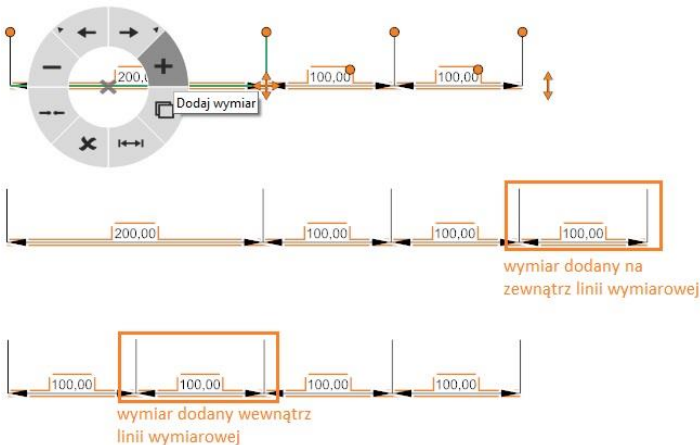 200,
100,00
100,00
Dodaj wymiar
200,00
100,00
100,00
100,00
wymiar dodany na
zewnątrz linii wymiarowej
100,00
100,00
100,00
100,00
wymiar dodany wewnątrz
linii wymiarowej